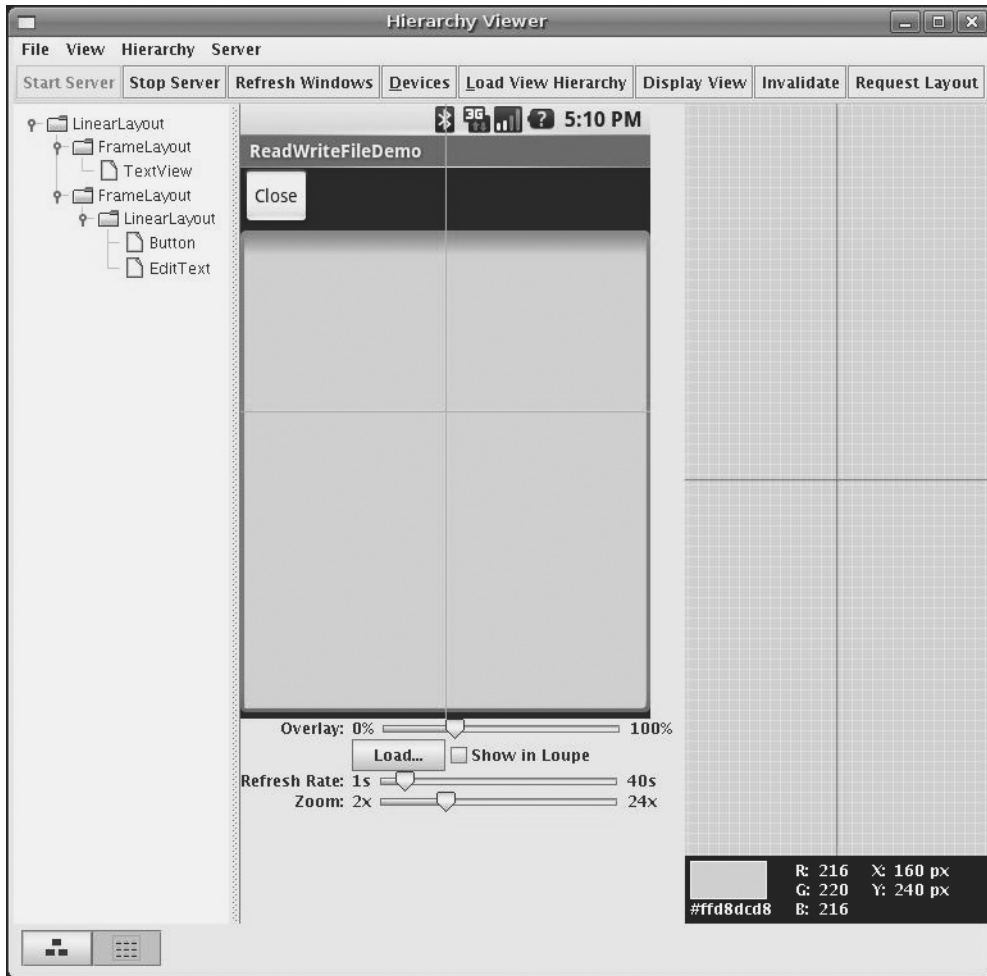 Hierarchy Viewer
File View Hierarchy Server
Start Server Stop Server Refresh Windows Devices Load View Hierarchy Display View Invalidate Request Layout
LinearLayout
FrameLayout
TextView
FrameLayout
LinearLayout
Button
EditText
3G ? 5:10 PM
ReadWriteFileDemo
Close
Overlay: 0% 100%
Load... Show in Loupe
Refresh Rate: 1s 40s
Zoom: 2x 24x
#ffd8dcd8
R: 216 X: 160 px
G: 220 Y: 240 px
B: 216